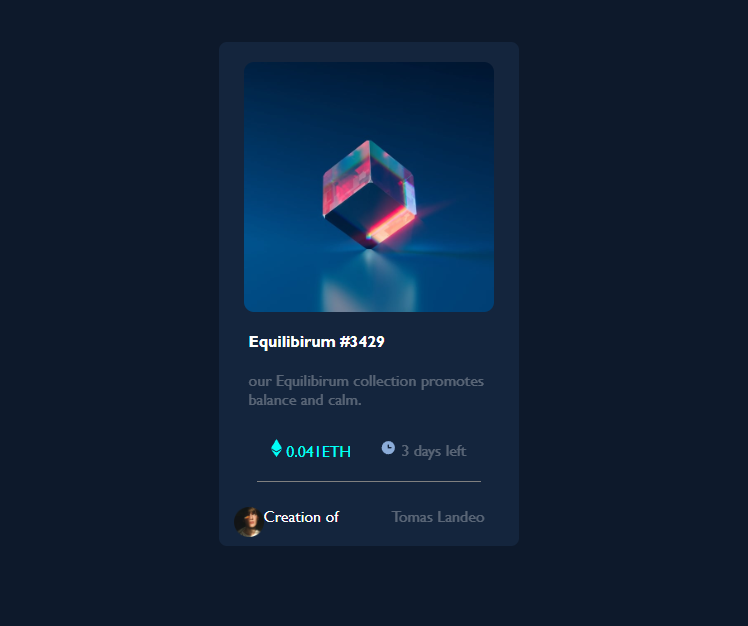 Equilibirum #3429
our Equilibirum collection promotes
balance and calm.
0.041ETH 3 days left
Creation of Tomas Landeo